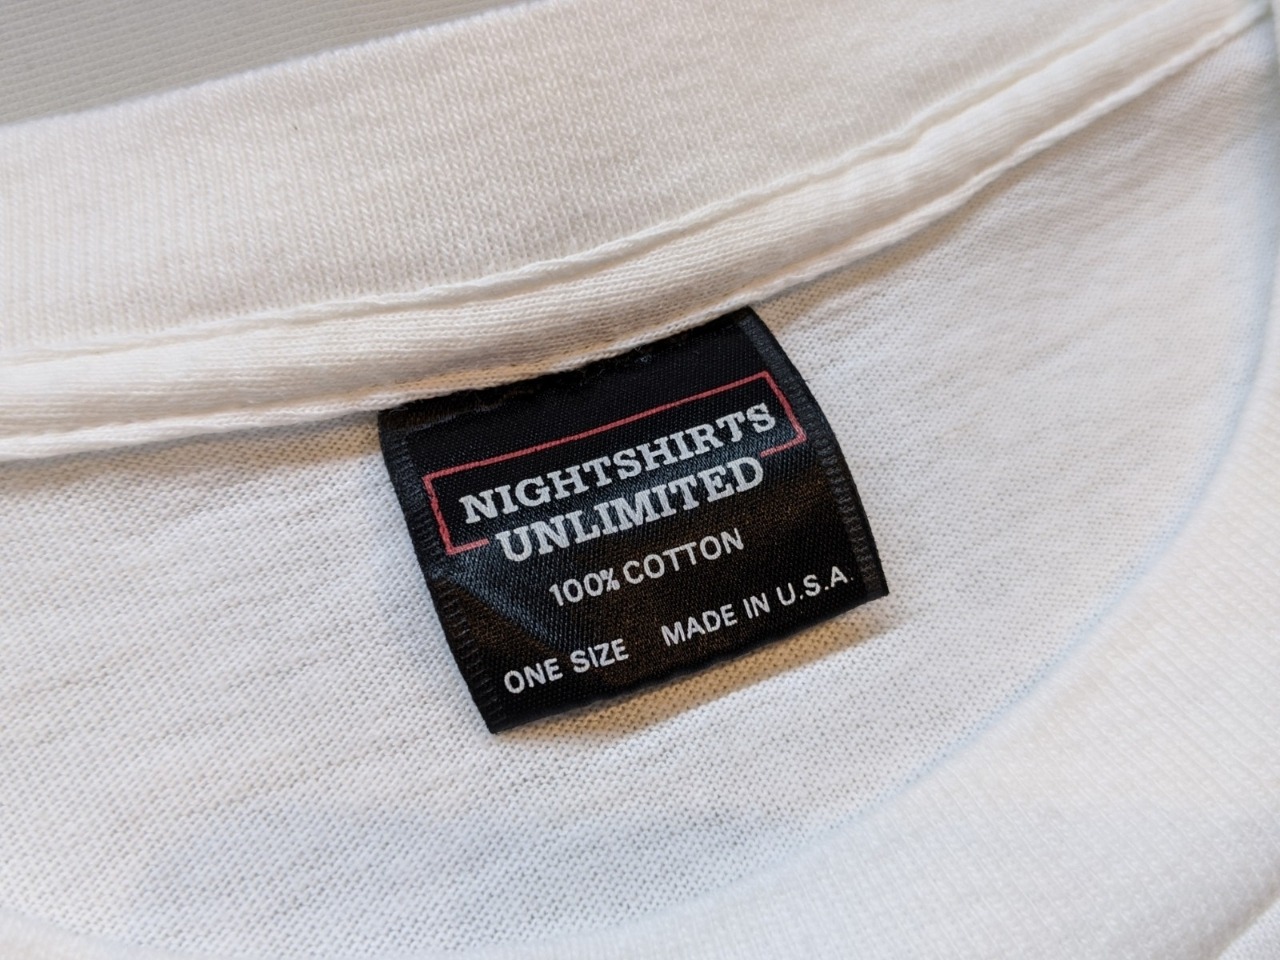 NIGHTSHIRTS
UNLIMITED
100% COTTON
ONE SIZE MADE IN U.S.A.